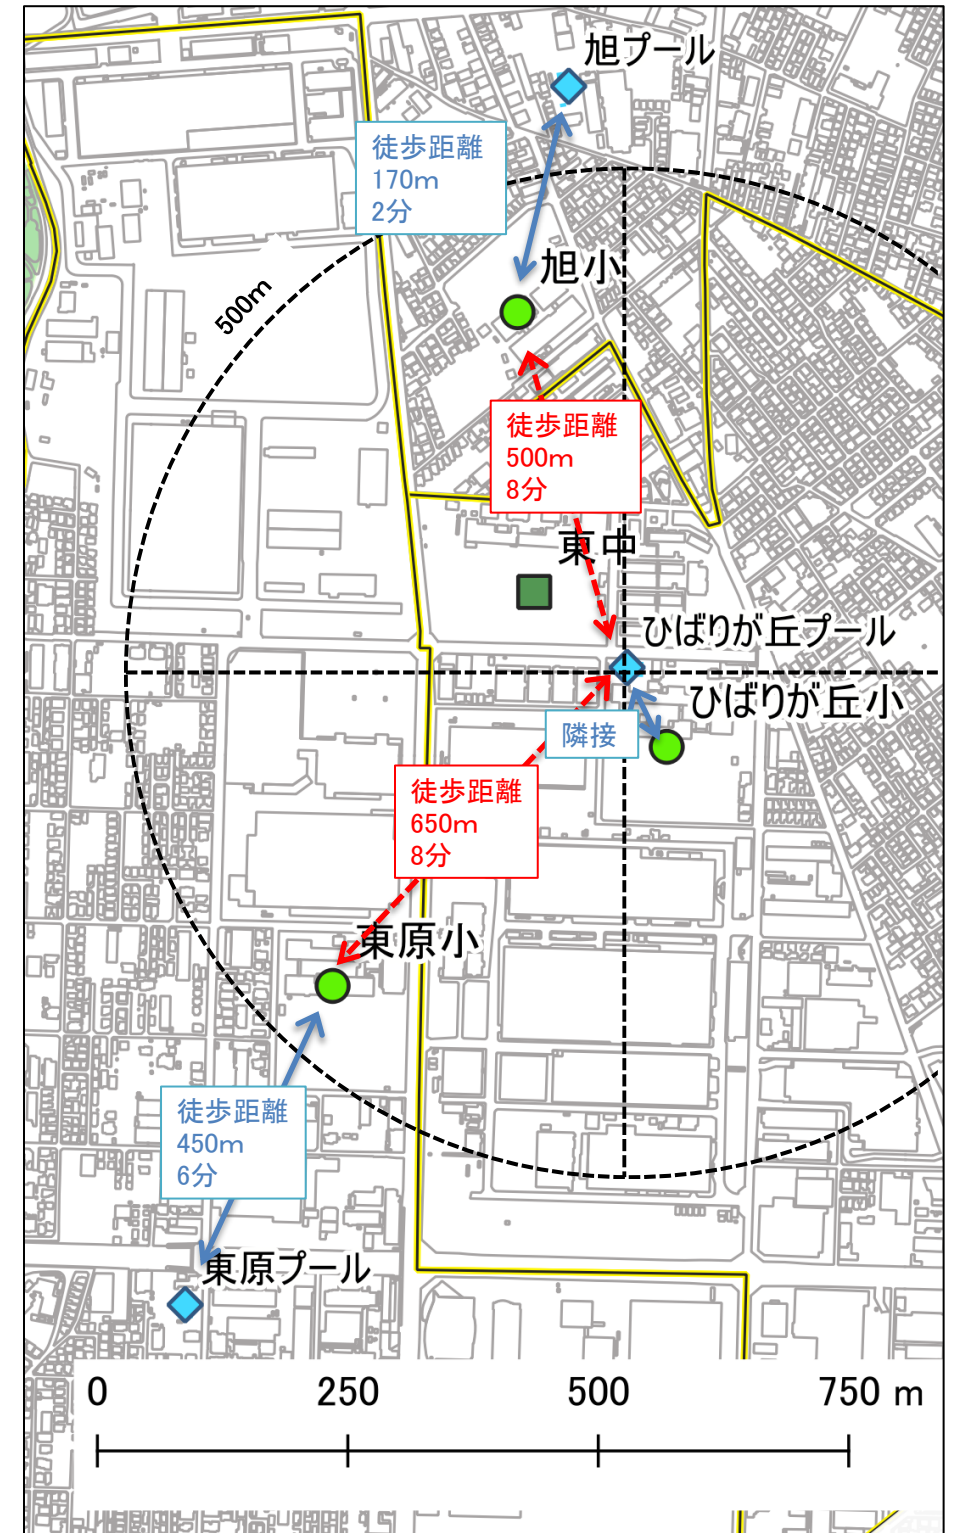 旭プール
徒歩距離
170m
2分
旭小
500m
徒歩距離
500m
8分
東中
ひばりが丘プール
ひばりが丘小
隣接
徒歩距離
650m
8分
東原小
徒歩距離
450m
6分
東原プール
0 250 500 750 m